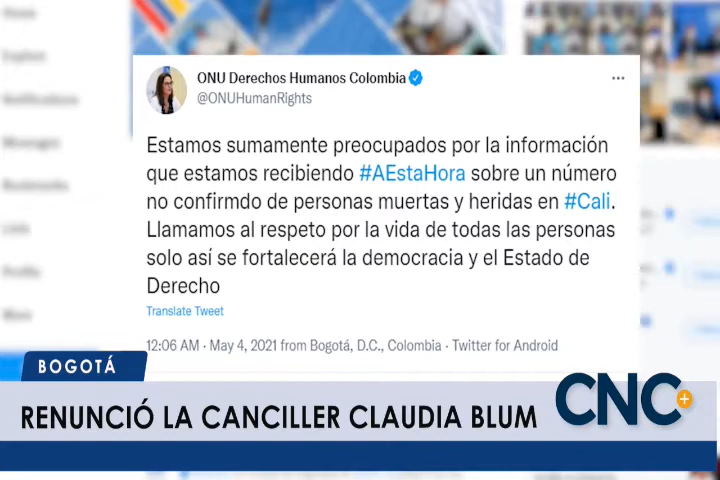 ONU Derechos Humanos Colombia
@ONUHumanRights
Estamos sumamente preocupados por la información
que estamos recibiendo #AEstaHora sobre un número
no confirmdo de personas muertas y heridas en #Cali.
Llamamos al respeto por la vida de todas las personas
solo así se fortalecerá la democracia y el Estado de
Derecho
Translate Tweet
12:06 AM · May 4, 2021 from Bogotá, D.C., Colombia · Twitter for Android
BOGOTÁ
RENUNCIÓ LA CANCILLER CLAUDIA BLUM
CNC+